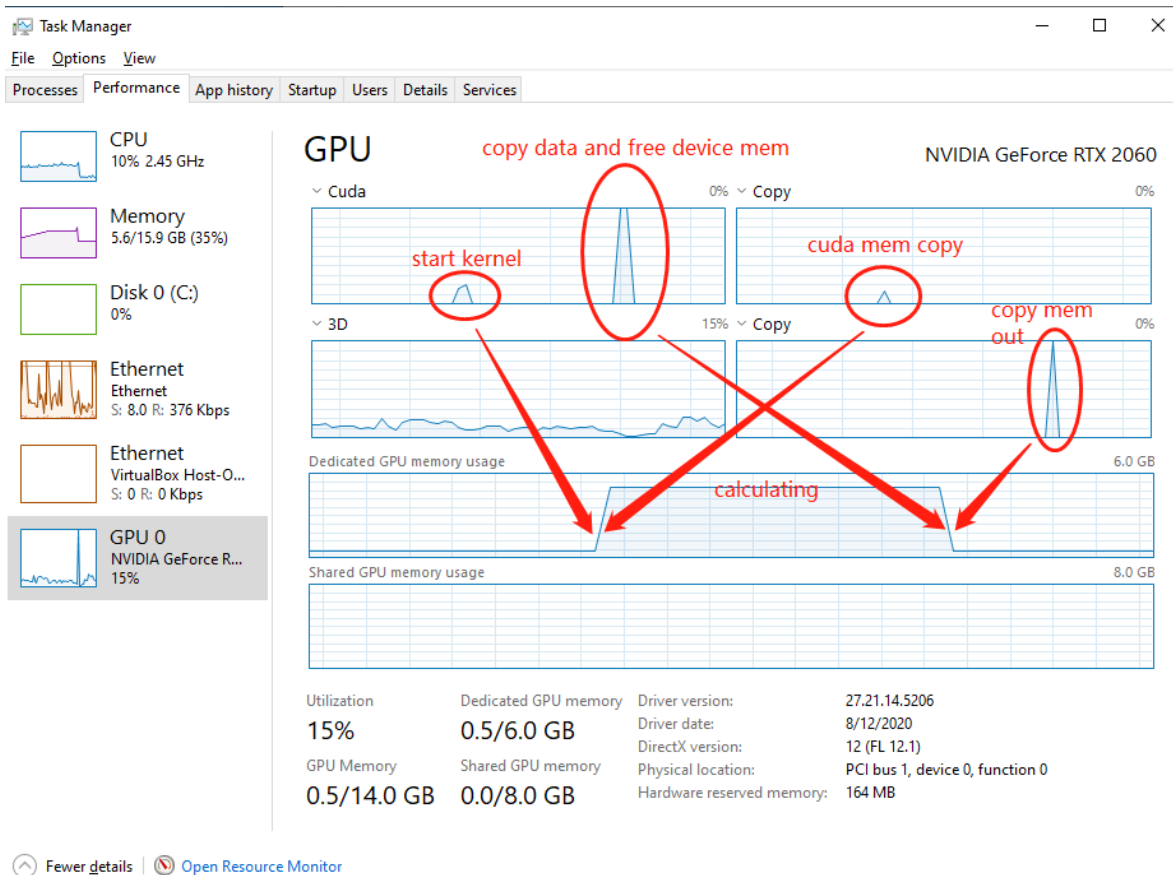 Task Manager
File Options View
Processes Performance App history Startup Users Details Services
CPU
10% 2.45 GHz
Memory
5.6/15.9 GB (35%)
Disk 0 (C:)
0%
Ethernet
Ethernet
S: 8.0 R: 376 Kbps
Ethernet
VirtualBox Host-O...
S: 0 R: 0 Kbps
GPU 0
NVIDIA GeForce R...
15%
GPU
copy data and free device mem
NVIDIA GeForce RTX 2060
Cuda 0%
Copy 0%
start kernel
cuda mem copy
3D 15%
Copy 0%
copy mem
out
Dedicated GPU memory usage 6.0 GB
calculating
Shared GPU memory usage 8.0 GB
Utilization
15%
Dedicated GPU memory
0.5/6.0 GB
GPU Memory
0.5/14.0 GB
Shared GPU memory
0.0/8.0 GB
Driver version: 27.21.14.5206
Driver date: 8/12/2020
DirectX version: 12 (FL 12.1)
Physical location: PCI bus 1, device 0, function 0
Hardware reserved memory: 164 MB
Fewer details
Open Resource Monitor